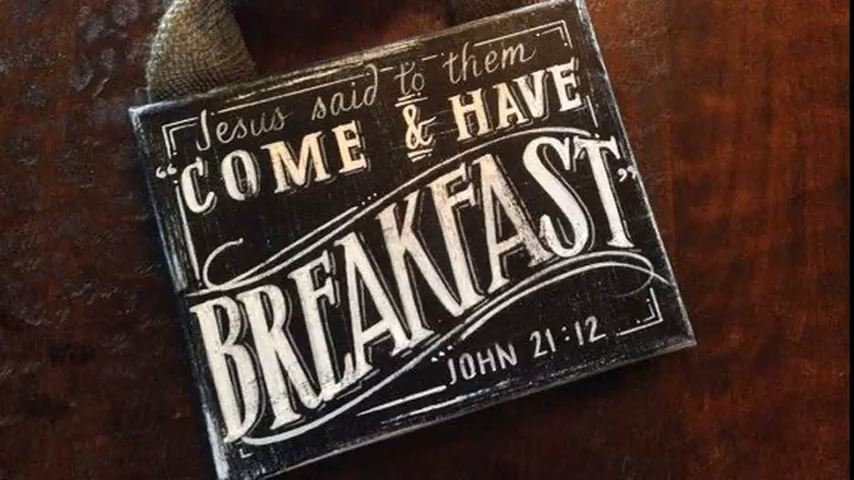 Jesus said to them
"COME & HAVE
BREAKFAST"
JOHN 21:12